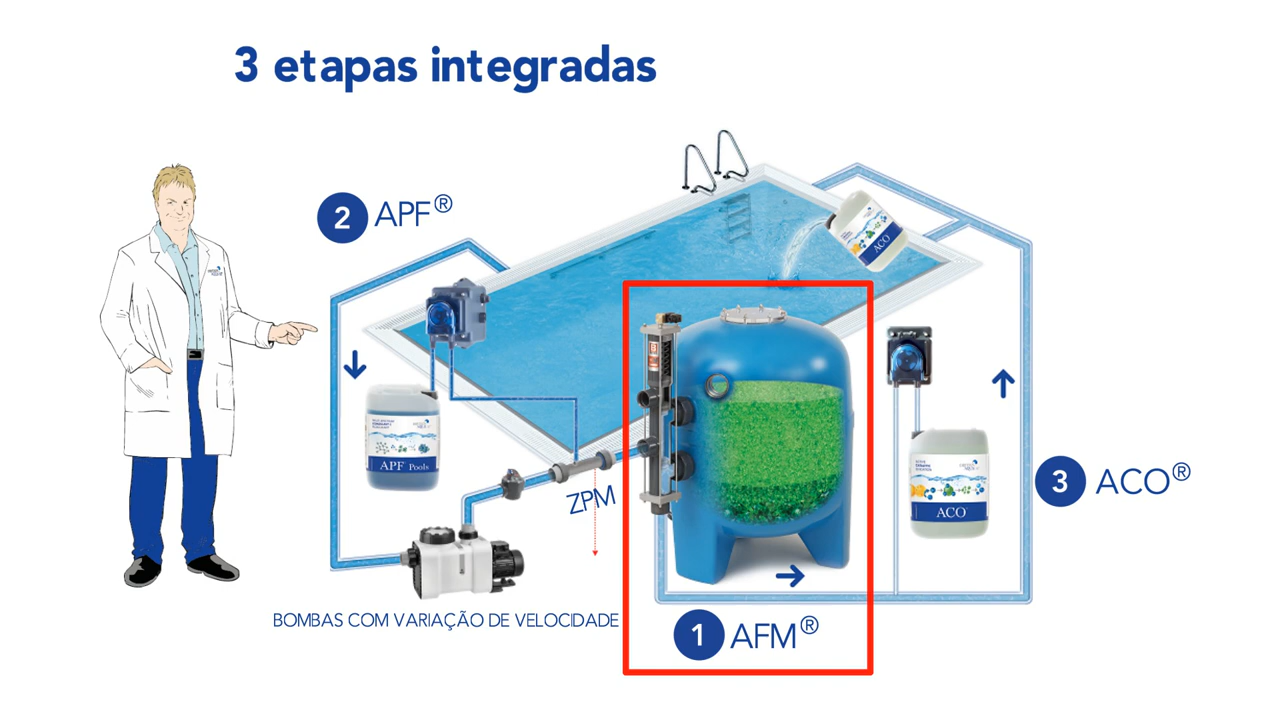 3 etapas integradas
2 APF®
ACO
APF Pools
ZPM
ACO
3 ACO®
BOMBAS COM VARIAÇÃO DE VELOCIDADE
1 AFM®